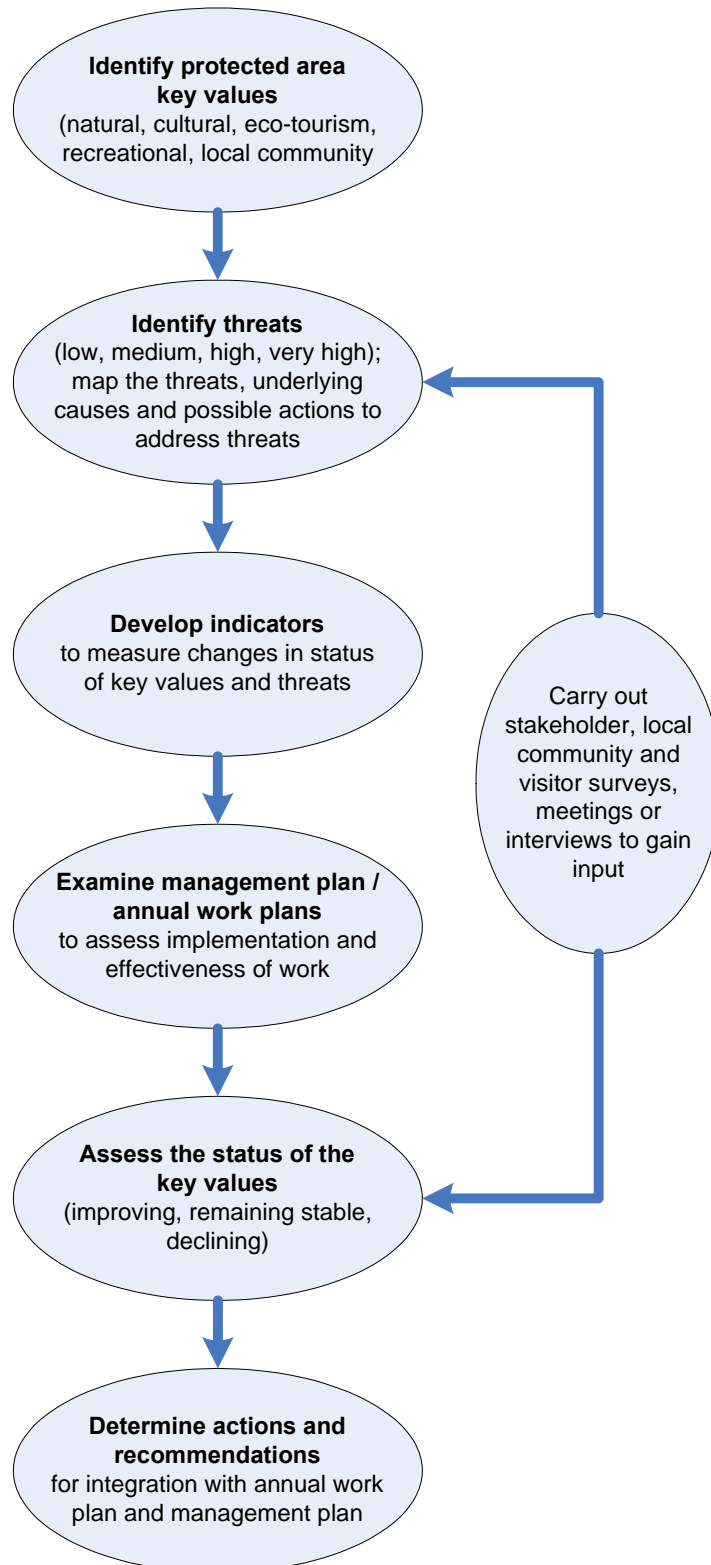 Identify protected area
key values
(natural, cultural, eco-tourism,
recreational, local community
Identify threats
(low, medium, high, very high);
map the threats, underlying
causes and possible actions to
address threats
Develop indicators
to measure changes in status
of key values and threats
Carry out
stakeholder, local
community and
visitor surveys,
meetings or
interviews to gain
input
Examine management plan /
annual work plans
to assess implementation and
effectiveness of work
Assess the status of the
key values
(improving, remaining stable,
declining)
Determine actions and
recommendations
for integration with annual work
plan and management plan